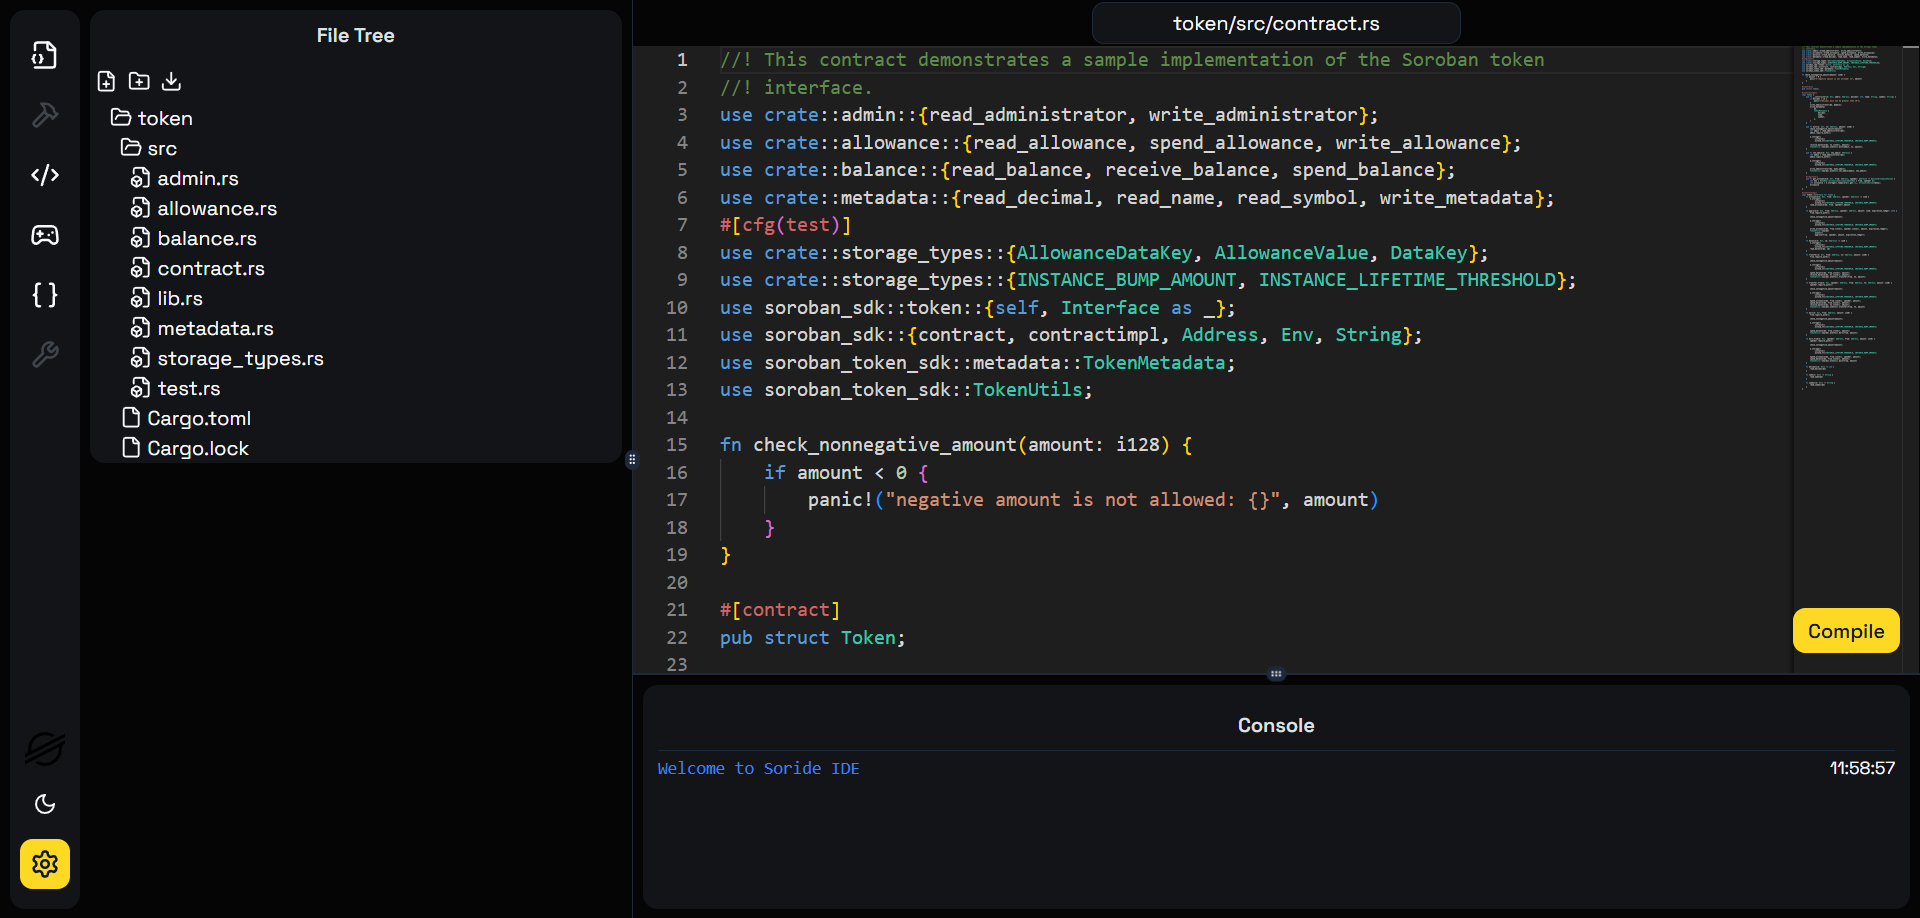 File Tree
token
src
admin.rs
allowance.rs
balance.rs
contract.rs
lib.rs
metadata.rs
storage_types.rs
test.rs
Cargo.toml
Cargo.lock
token/src/contract.rs
1 //! This contract demonstrates a sample implementation of the Soroban token
2 //! interface.
3 use crate::admin::{read_administrator, write_administrator};
4 use crate::allowance::{read_allowance, spend_allowance, write_allowance};
5 use crate::balance::{read_balance, receive_balance, spend_balance};
6 use crate::metadata::{read_decimal, read_name, read_symbol, write_metadata};
7 #[cfg(test)]
8 use crate::storage_types::{AllowanceDataKey, AllowanceValue, DataKey};
9 use crate::storage_types::{INSTANCE_BUMP_AMOUNT, INSTANCE_LIFETIME_THRESHOLD};
10 use soroban_sdk::token::{self, Interface as _};
11 use soroban_sdk::{contract, contractimpl, Address, Env, String};
12 use soroban_token_sdk::metadata::TokenMetadata;
13 use soroban_token_sdk::TokenUtils;
14
15 fn check_nonnegative_amount(amount: i128) {
16     if amount < 0 {
17         panic!("negative amount is not allowed: {}", amount)
18     }
19 }
20
21 #[contract]
22 pub struct Token;
23
Compile
Console
Welcome to Soride IDE 11:58:57